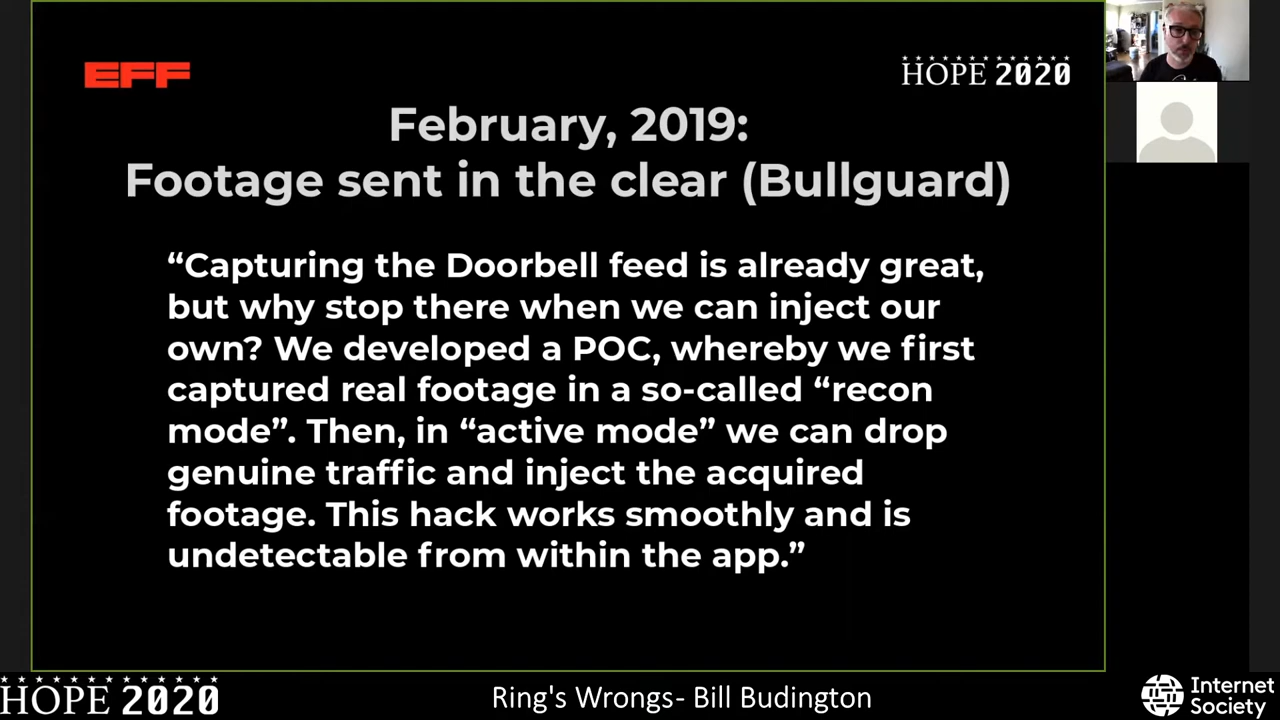 EFF
HOPE 2020
February, 2019:
Footage sent in the clear (Bullguard)
“Capturing the Doorbell feed is already great,
but why stop there when we can inject our
own? We developed a POC, whereby we first
captured real footage in a so-called “recon
mode”. Then, in “active mode” we can drop
genuine traffic and inject the acquired
footage. This hack works smoothly and is
undetectable from within the app.”
HOPE 2020
Ring's Wrongs- Bill Budington
Internet
Society